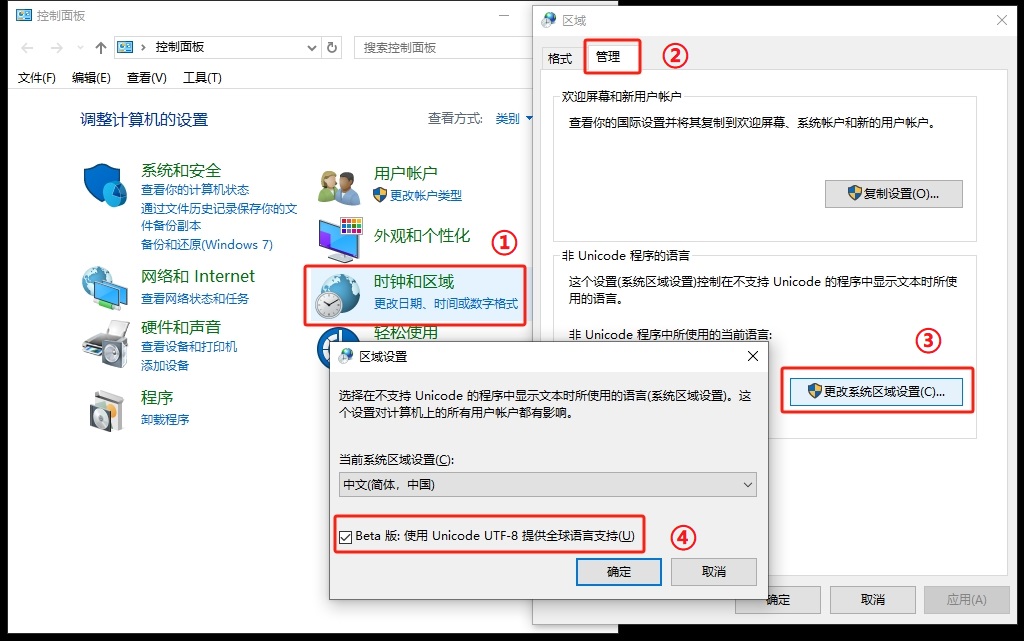 控制面板
控制面板
搜索控制面板
文件(F) 编辑(E) 查看(V) 工具(T)
调整计算机的设置
查看方式: 类别
系统和安全
查看你的计算机状态
通过文件历史记录保存你的文
件备份副本
备份和还原(Windows 7)
网络和 Internet
查看网络状态和任务
硬件和声音
查看设备和打印机
添加设备
程序
卸载程序
用户帐户
更改帐户类型
外观和个性化
①
时钟和区域
更改日期、时间或数字格式
轻松使用
区域
格式 管理 ②
欢迎屏幕和新用户帐户
查看你的国际设置并将其复制到欢迎屏幕、系统帐户和新的用户帐户。
复制设置(O)...
非 Unicode 程序的语言
这个设置(系统区域设置)控制在不支持 Unicode 的程序中显示文本时所使
用的语言。
非 Unicode 程序中所使用的当前语言:
③
更改系统区域设置(C)...
确定 取消 应用(A)
区域设置
选择在不支持 Unicode 的程序中显示文本时所使用的语言(系统区域设置)。这
个设置对计算机上的所有用户帐户都有影响。
当前系统区域设置(C):
中文(简体，中国)
Beta 版: 使用 Unicode UTF-8 提供全球语言支持(U) ④
确定 取消